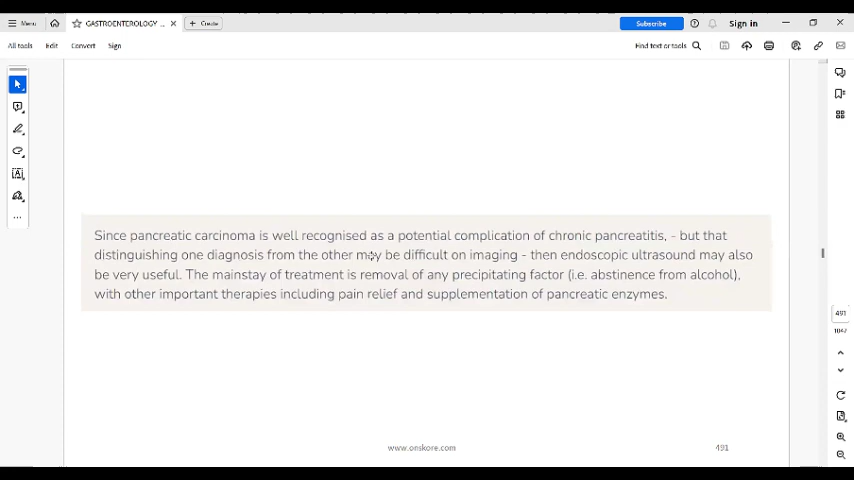 Menu
GASTROENTEROLOGY ...
Create
Subscribe
Sign in
All tools
Edit
Convert
Sign
Find text or tools
Since pancreatic carcinoma is well recognised as a potential complication of chronic pancreatitis, - but that
distinguishing one diagnosis from the other may be difficult on imaging - then endoscopic ultrasound may also
be very useful. The mainstay of treatment is removal of any precipitating factor (i.e. abstinence from alcohol),
with other important therapies including pain relief and supplementation of pancreatic enzymes.
491
1047
www.onskore.com
491